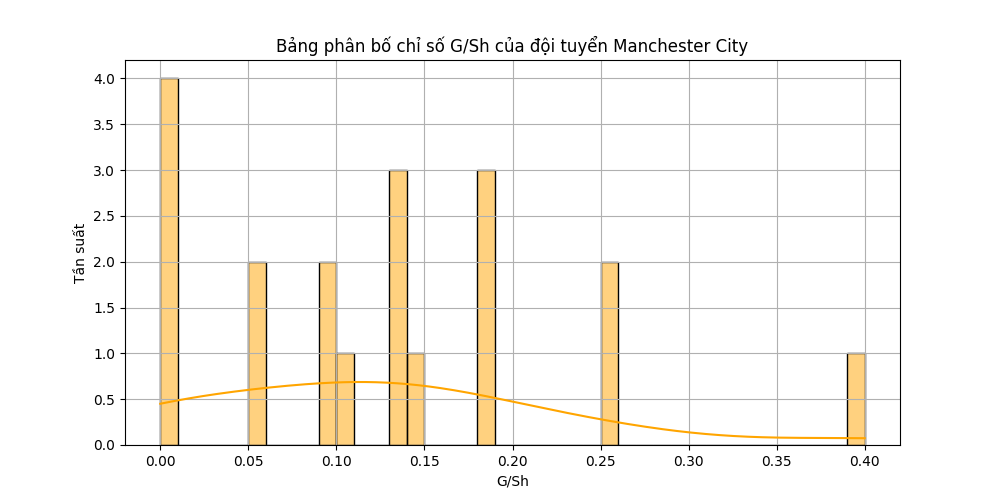 Bảng phân bố chỉ số G/Sh của đội tuyển Manchester City
4.0
3.5
3.0
2.5
2.0
1.5
1.0
0.5
0.0
Tần suất
0.00 0.05 0.10 0.15 0.20 0.25 0.30 0.35 0.40
G/Sh